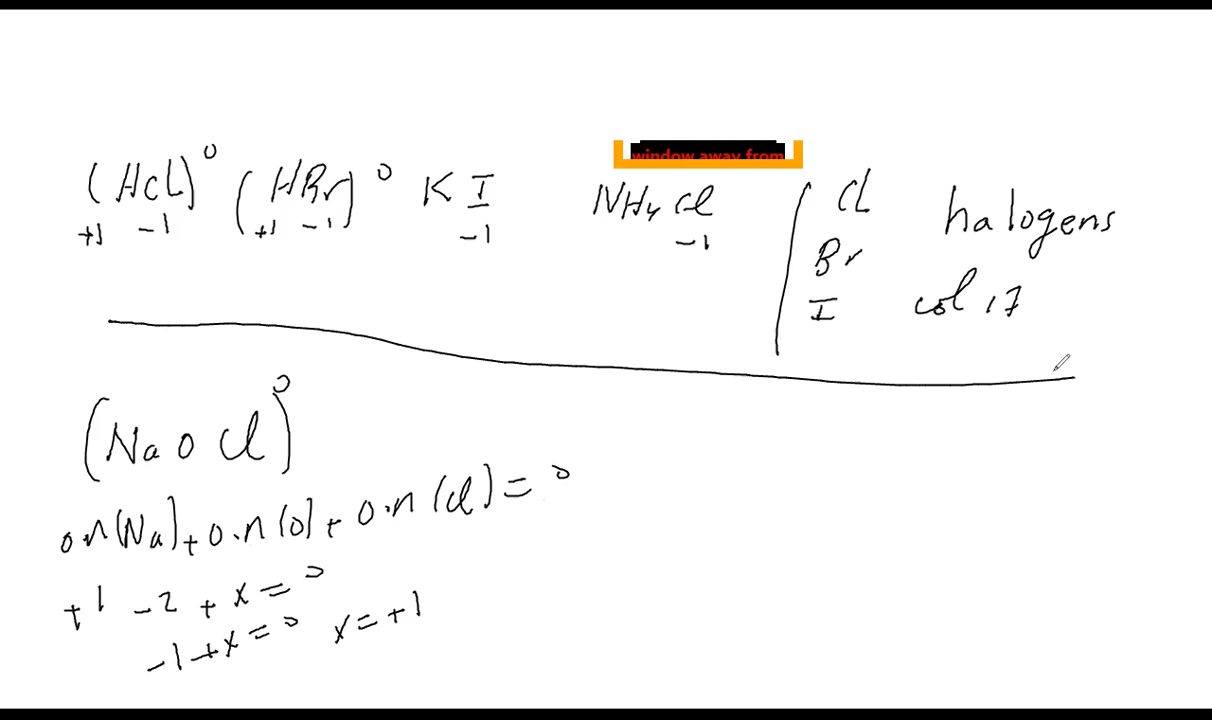 window away from
(HCl)⁰ (HBr)⁰ KI NH₄Cl Cl halogens
+1 -1 +1 -1 -1 -1 Br
I col 17
(NaOCl)⁰
o.n(Na)+o.n(O)+o.n(Cl)=0
+1 -2 +x=0
-1+x=0 x=+1